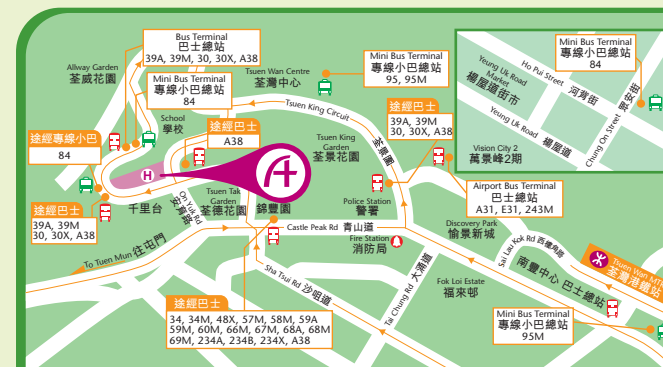 Bus Terminal
巴士總站
39A, 39M, 30, 30X, A38
Allway Garden
荃威花園
Mini Bus Terminal
專線小巴總站
84
School
學校
途經專線小巴
84
途經巴士
A38
Tsuen Wan Centre
荃灣中心
Mini Bus Terminal
專線小巴總站
95, 95M
Tsuen King Circuit
途經巴士
39A, 39M
30, 30X, A38
Tsuen King
Garden
荃景花園
荃景圍
H
途經巴士
39A, 39M
30, 30X, A38
千里台
On Yuk Rd
安育路
Tsuen Tak
Garden
荃德花園
錦豐園
Police Station
警署
Castle Peak Rd 青山道
Fire Station
消防局
To Tuen Mun 往屯門
Sha Tsui Rd 沙咀道
Tai Chung Rd 大涌道
途經巴士
34, 34M, 48X, 57M, 58M, 59A
59M, 60M, 66M, 67M, 68A, 68M
69M, 234A, 234B, 234X, A38
Fok Loi Estate
福來邨
Discovery Park
愉景新城
Airport Bus Terminal
巴士總站
A31, E31, 243M
Sai Lau Kok Rd 西樓角路
南豐中心 巴士總站
Tsuen Wan MTR
荃灣港鐵站
Mini Bus Terminal
專線小巴總站
95M
Mini Bus Terminal
專線小巴總站
84
Yeung Uk Road
Market
楊屋道街市
Ho Pui Street 河背街
Yeung Uk Road 楊屋道
Chung On Street 眾安街
Vision City 2
萬景峰2期